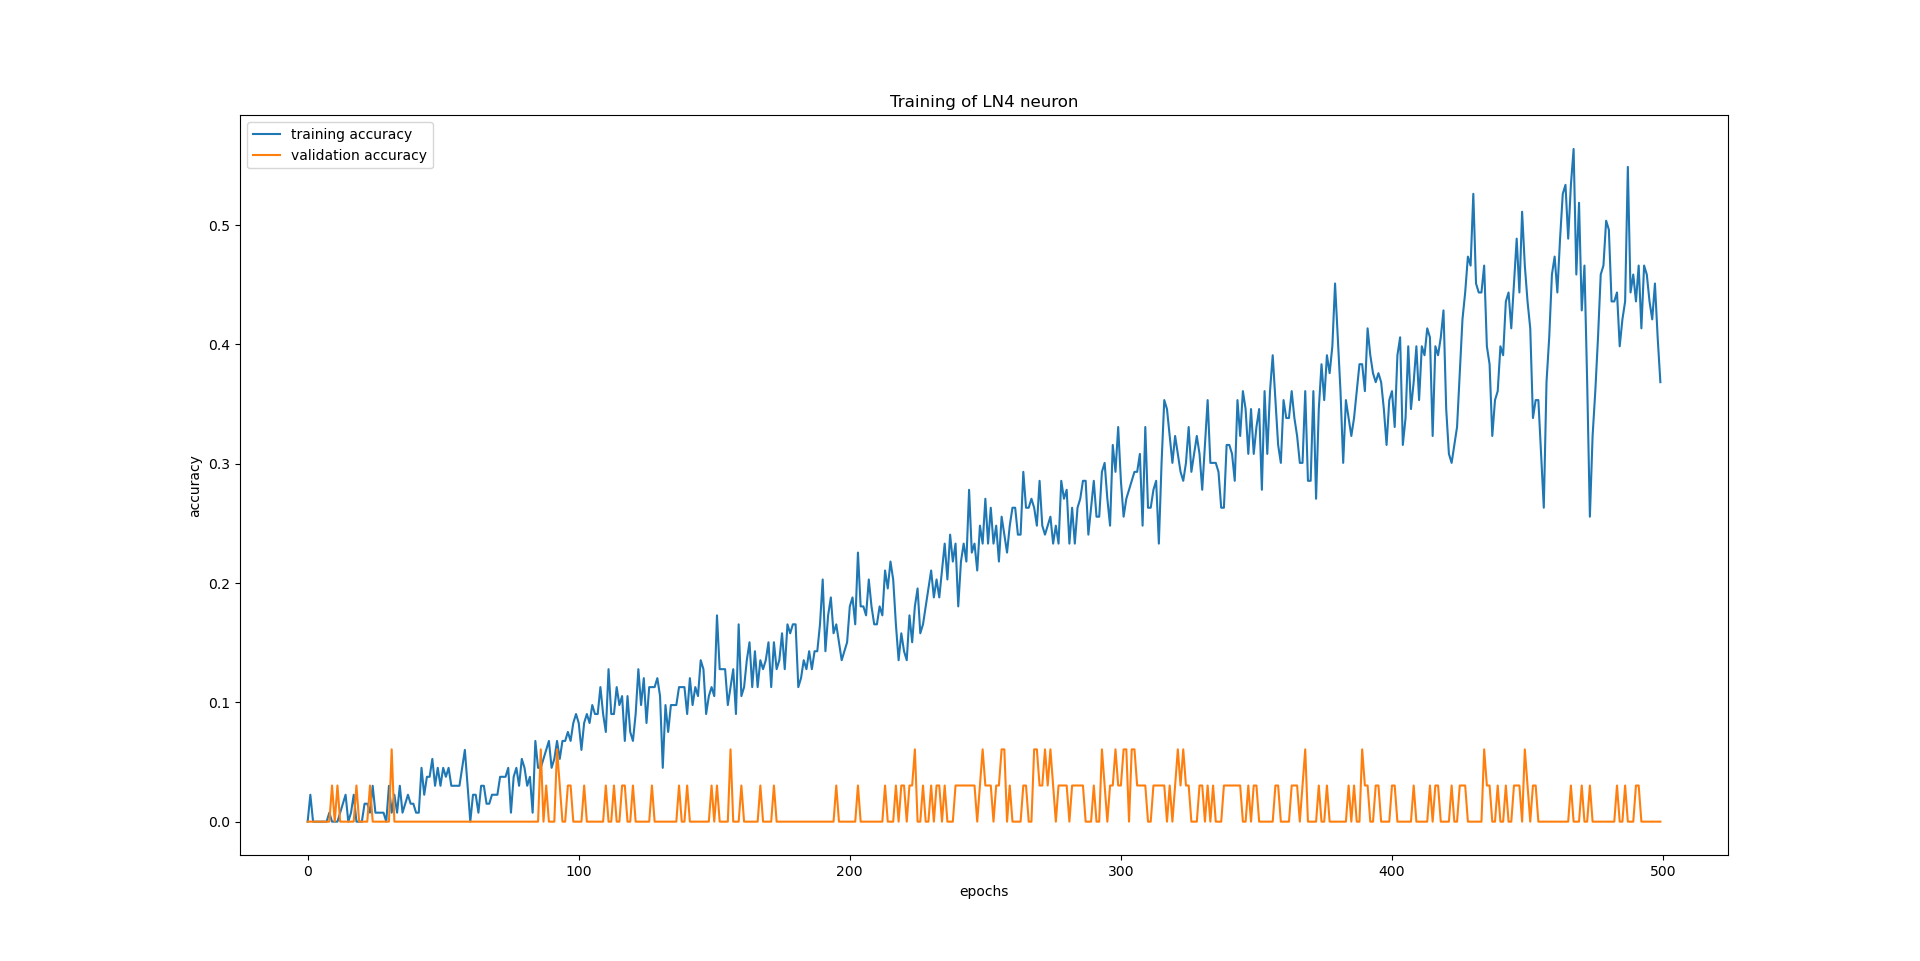 Training of LN4 neuron
training accuracy
validation accuracy
0.5
0.4
0.3
0.2
0.1
0.0
accuracy
0 100 200 300 400 500
epochs